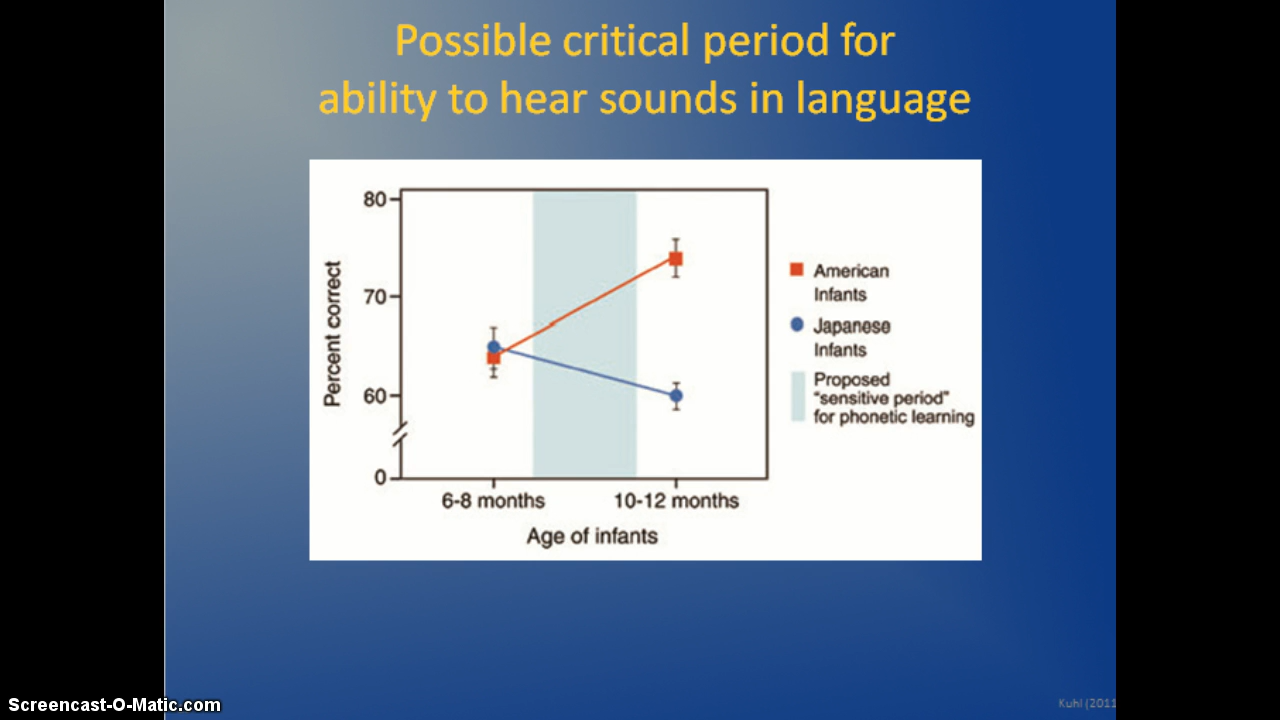 Possible critical period for
ability to hear sounds in language
80
70
60
0
Percent correct
6-8 months
10-12 months
Age of infants
American
Infants
Japanese
Infants
Proposed
“sensitive period”
for phonetic learning
Kuhl (2011
Screencast-O-Matic.com